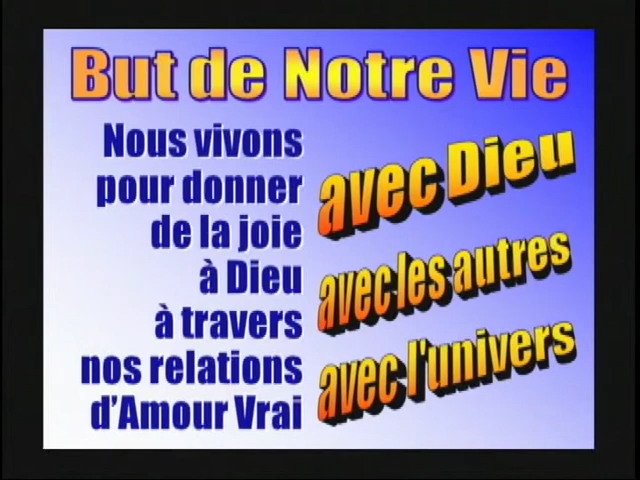 But de Notre Vie
Nous vivons
pour donner
de la joie
à Dieu
à travers
nos relations
d'Amour Vrai
avec Dieu
avec les autres
avec l'univers